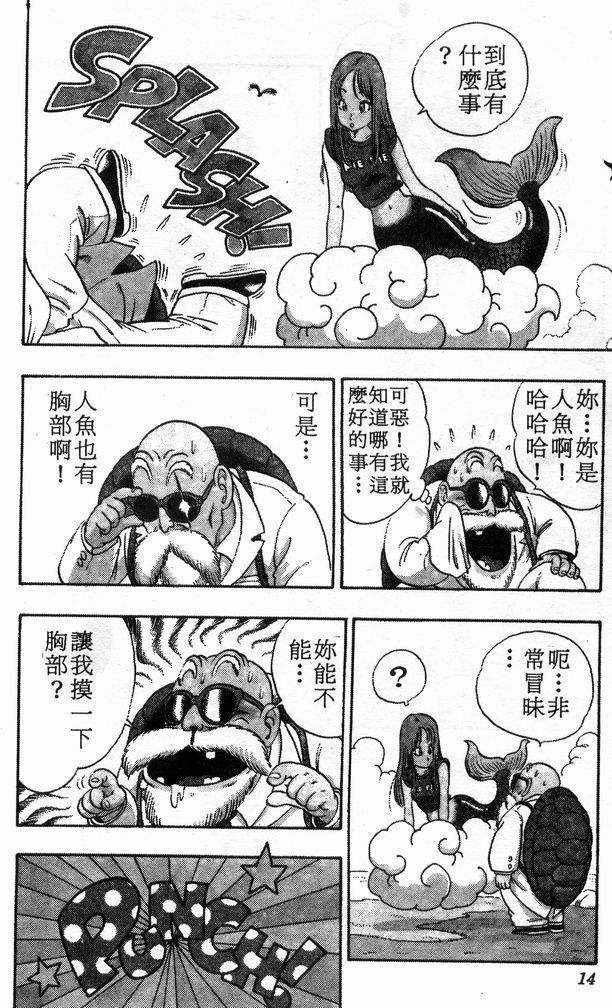 到底有
什麼事
？
SPLASH!
妳…妳是
人魚啊！
哈哈哈！
可惡！我就
知道哪有這
麼好的事…
可是…
人魚也有
胸部啊！
呃…非
常冒昧
…
？
妳能不
能…
讓我摸一下
胸部？
PUNCH!
14